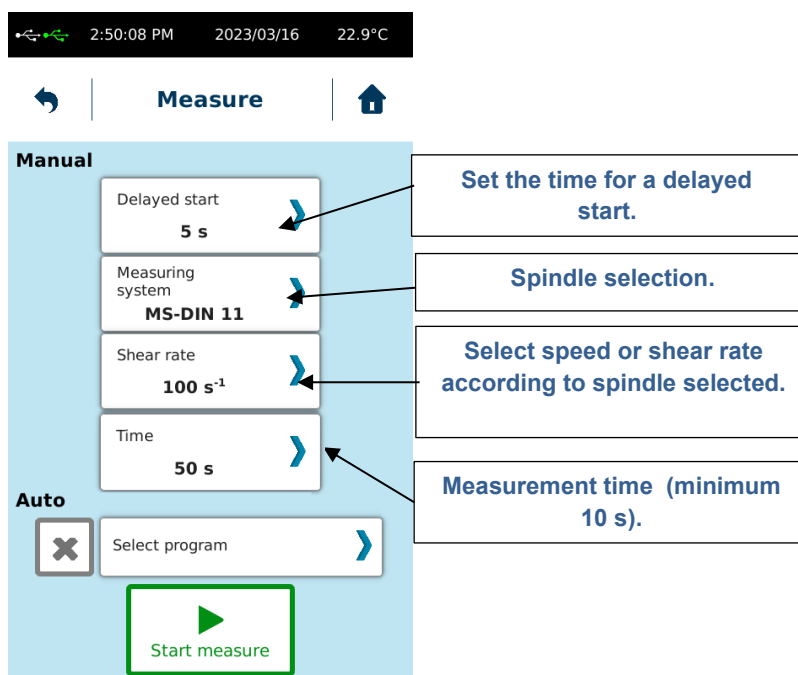 2:50:08 PM 2023/03/16 22.9°C
Measure
Manual
Delayed start
5 s
Set the time for a delayed
start.
Measuring
system
MS-DIN 11
Spindle selection.
Shear rate
100 s⁻¹
Select speed or shear rate
according to spindle selected.
Time
50 s
Measurement time (minimum
10 s).
Auto
Select program
Start measure